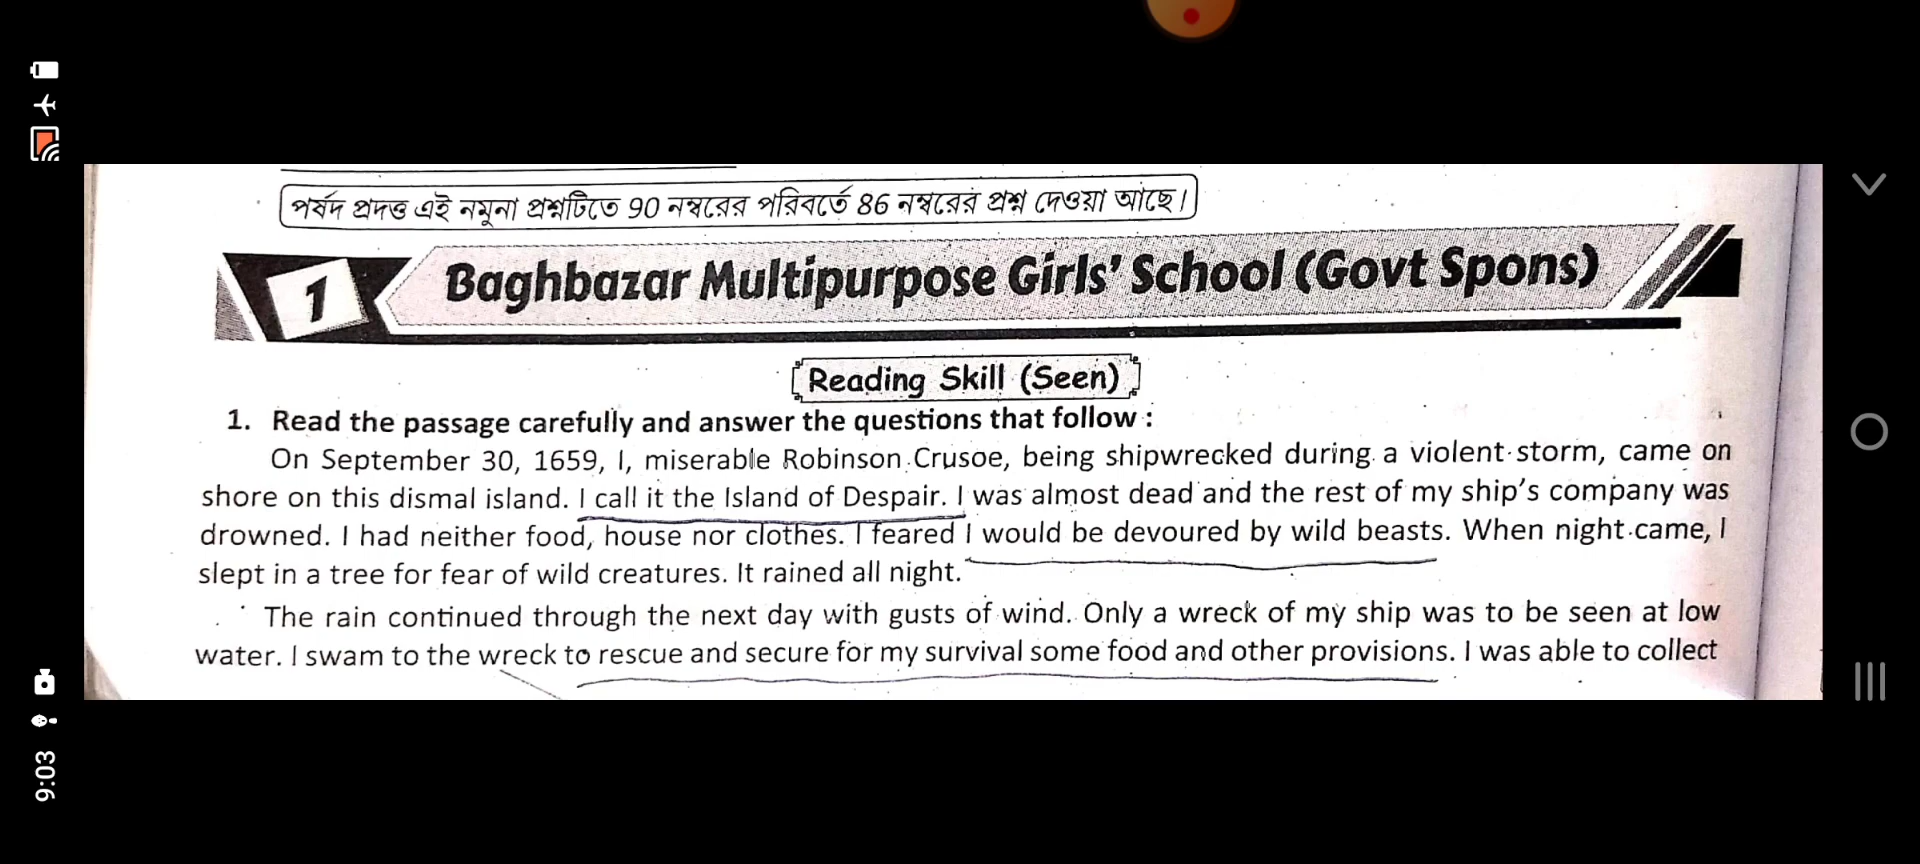 পর্ষদ প্রদত্ত এই নমুনা প্রশ্নটিতে 90 নম্বরের পরিবর্তে 86 নম্বরের প্রশ্ন দেওয়া আছে।
1 Baghbazar Multipurpose Girls' School (Govt Spons)
Reading Skill (Seen)
1. Read the passage carefully and answer the questions that follow :
On September 30, 1659, I, miserable Robinson Crusoe, being shipwrecked during a violent storm, came on
shore on this dismal island. I call it the Island of Despair. I was almost dead and the rest of my ship's company was
drowned. I had neither food, house nor clothes. I feared I would be devoured by wild beasts. When night came, I
slept in a tree for fear of wild creatures. It rained all night.
The rain continued through the next day with gusts of wind. Only a wreck of my ship was to be seen at low
water. I swam to the wreck to rescue and secure for my survival some food and other provisions. I was able to collect
9:03